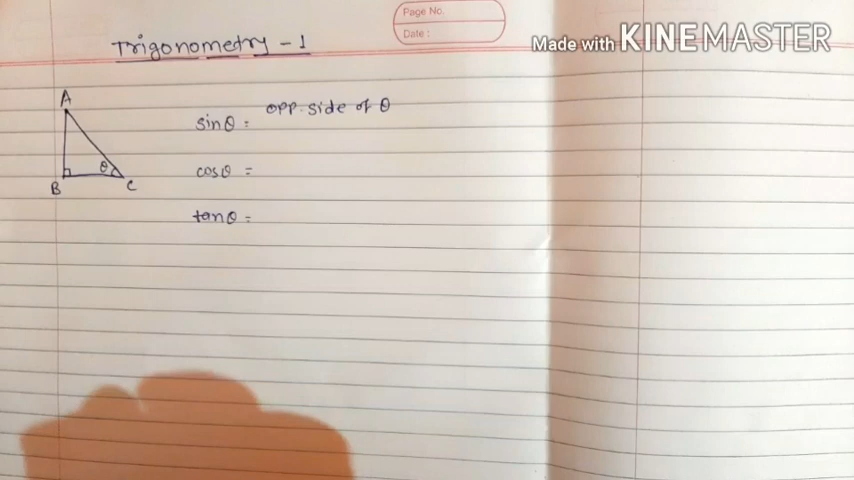 Page No.
Date :
Made with KINEMASTER
Trigonometry - 1
A
B
C
θ
opp. side of θ
sinθ =
cosθ =
tanθ =